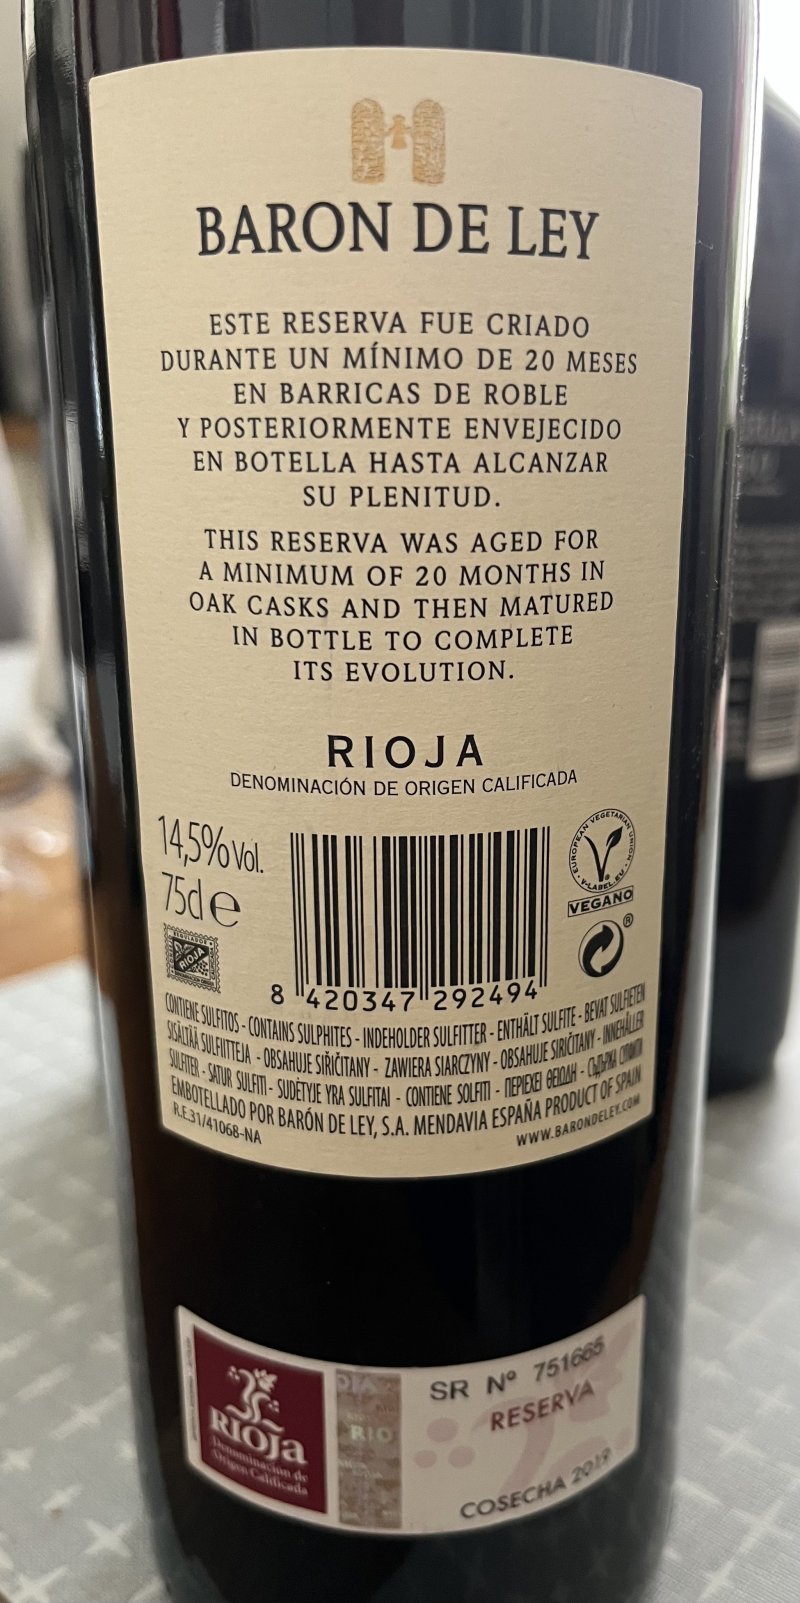 BARON DE LEY
ESTE RESERVA FUE CRIADO
DURANTE UN MÍNIMO DE 20 MESES
EN BARRICAS DE ROBLE
Y POSTERIORMENTE ENVEJECIDO
EN BOTELLA HASTA ALCANZAR
SU PLENITUD.
THIS RESERVA WAS AGED FOR
A MINIMUM OF 20 MONTHS IN
OAK CASKS AND THEN MATURED
IN BOTTLE TO COMPLETE
ITS EVOLUTION.
RIOJA
DENOMINACIÓN DE ORIGEN CALIFICADA
14,5% Vol.
75cl e
EUROPEAN VEGETARIAN UNION
V-LABEL.EU
VEGANO
®
RIOJA
8 420347 292494
CONTIENE SULFITOS - CONTAINS SULPHITES - INDEHOLDER SULFITTER - ENTHÄLT SULFITE - BEVAT SULFIETEN
SISÄLTÄÄ SULFIITTEJA - OBSAHUJE SIŘIČITANY - ZAWIERA SIARCZYNY - OBSAHUJE SIRIČITANY - INNEHÅLLER
SULFITER - SATUR SULFITI - SUDĖTYJE YRA SULFITAI - CONTIENE SOLFITI - ΠΕΡΙΕΧΕΙ ΘΕΙΩΔΗ - СЪДЪРЖА СУЛФИТИ
EMBOTELLADO POR BARÓN DE LEY, S.A. MENDAVIA ESPAÑA PRODUCT OF SPAIN
R.E.31/41068-NA
WWW.BARONDELEY.COM
RIOJA
Denominación de
Origen Calificada
RIO
SR Nº 751665
RESERVA
COSECHA 2019